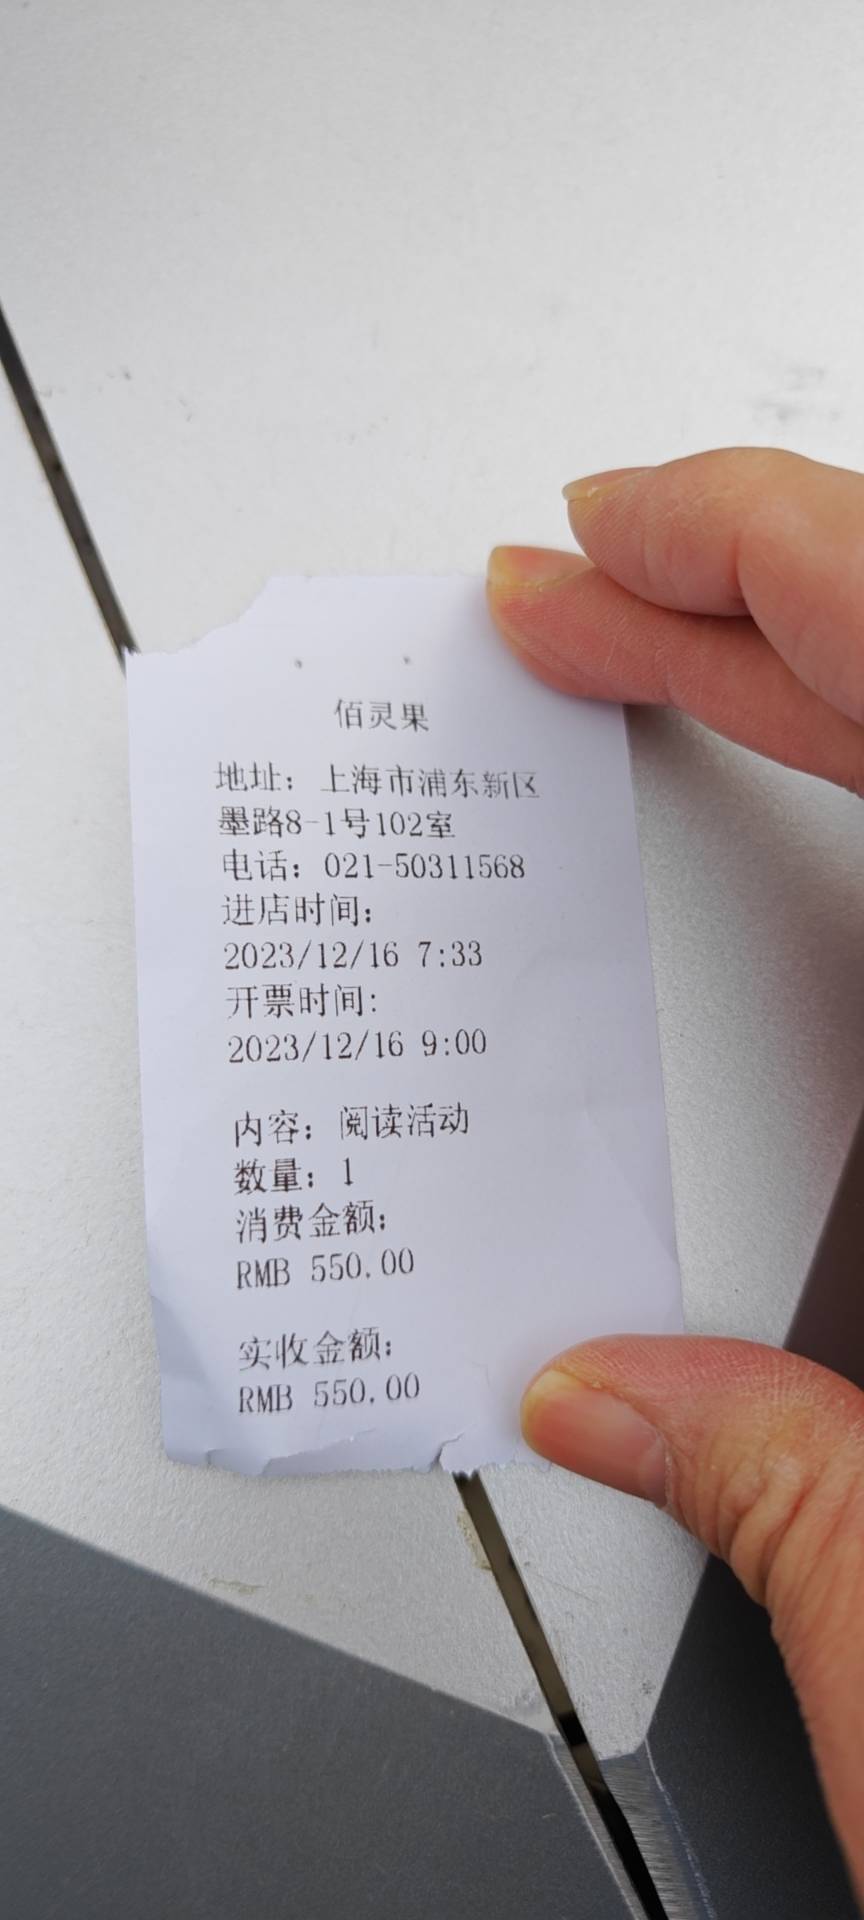 佰灵果
地址：上海市浦东新区
墨路8-1号102室
电话：021-50311568
进店时间：
2023/12/16 7:33
开票时间:
2023/12/16 9:00
内容：阅读活动
数量：1
消费金额：
RMB 550.00
实收金额：
RMB 550.00